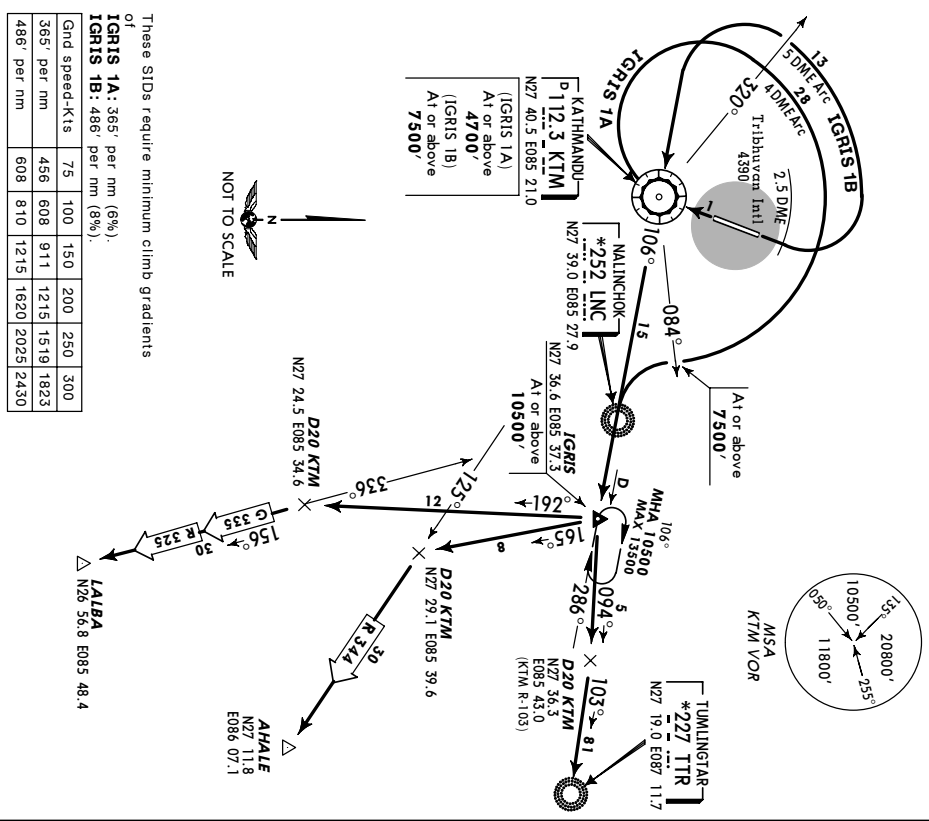 These SIDs require minimum climb gradients
of
IGRIS 1A: 365' per nm (6%).
IGRIS 1B: 486' per nm (8%).
Gnd speed-Kts 75 100 150 200 250 300
365' per nm 456 608 911 1215 1519 1823
486' per nm 608 810 1215 1620 2025 2430
NOT TO SCALE
N
KATHMANDU
D 112.3 KTM
N27 40.5 E085 21.0
(IGRIS 1A)
At or above
4700'
(IGRIS 1B)
At or above
7500'
IGRIS 1A
IGRIS 1B
13
5 DME Arc
28
4 DME Arc
320°
Tribhuvan Intl
4390
2.5 DME
1
106°
084°
15
NALINCHOK
*252 LNC
N27 39.0 E085 27.9
At or above
7500'
IGRIS
N27 36.6 E085 37.3
At or above
10500'
D
106°
MHA 10500
MAX 13500
286°
094°
5
D20 KTM
N27 36.3
E085 43.0
(KTM R-103)
103°
81
TUMLINGTAR
*227 TTR
N27 19.0 E087 11.7
192°
12
165°
8
125°
336°
D20 KTM
N27 24.5 E085 34.6
D20 KTM
N27 29.1 E085 39.6
156°
G 335
R 325
30
LALBA
N26 56.8 E085 48.4
R 344
30
AHALE
N27 11.8
E086 07.1
MSA
KTM VOR
135°
20800'
10500'
050°
11800'
255°